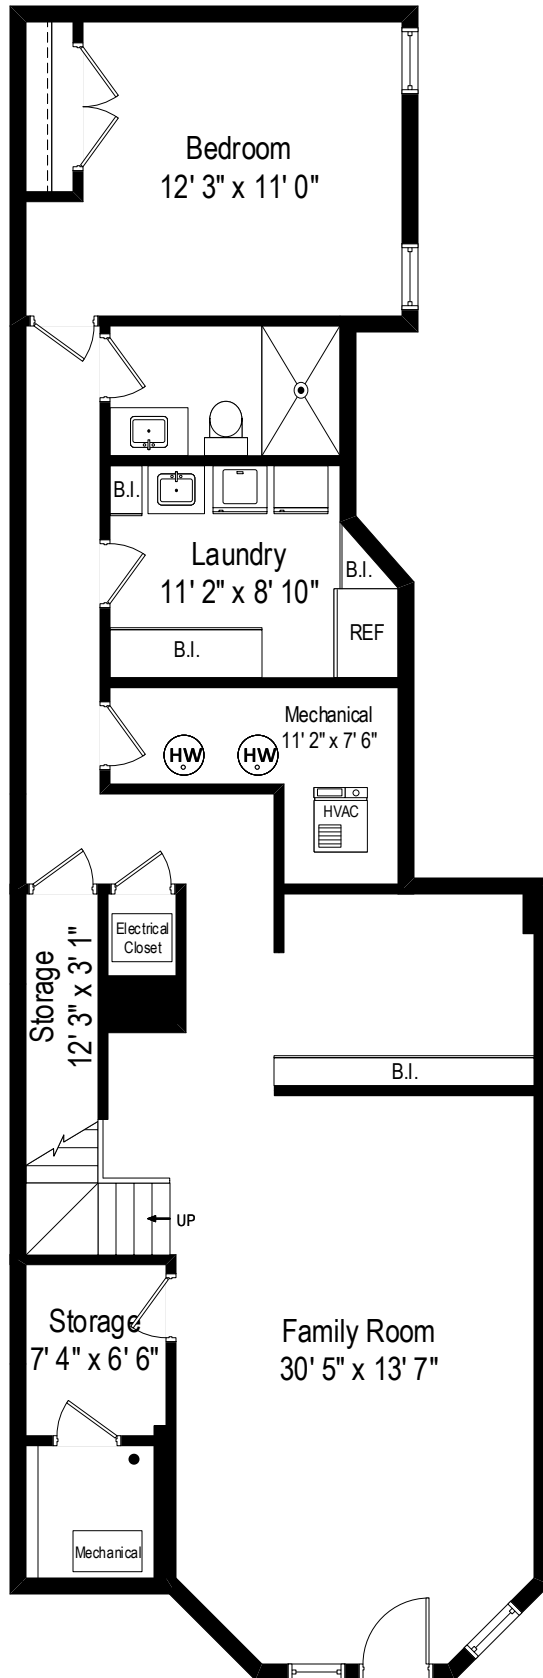 Bedroom
12' 3" x 11' 0"
B.I.
Laundry
11' 2" x 8' 10"
B.I.
REF
B.I.
Mechanical
11' 2" x 7' 6"
HW
HW
HVAC
Electrical
Closet
Storage
12' 3" x 3' 1"
B.I.
UP
Storage
7' 4" x 6' 6"
Family Room
30' 5" x 13' 7"
Mechanical